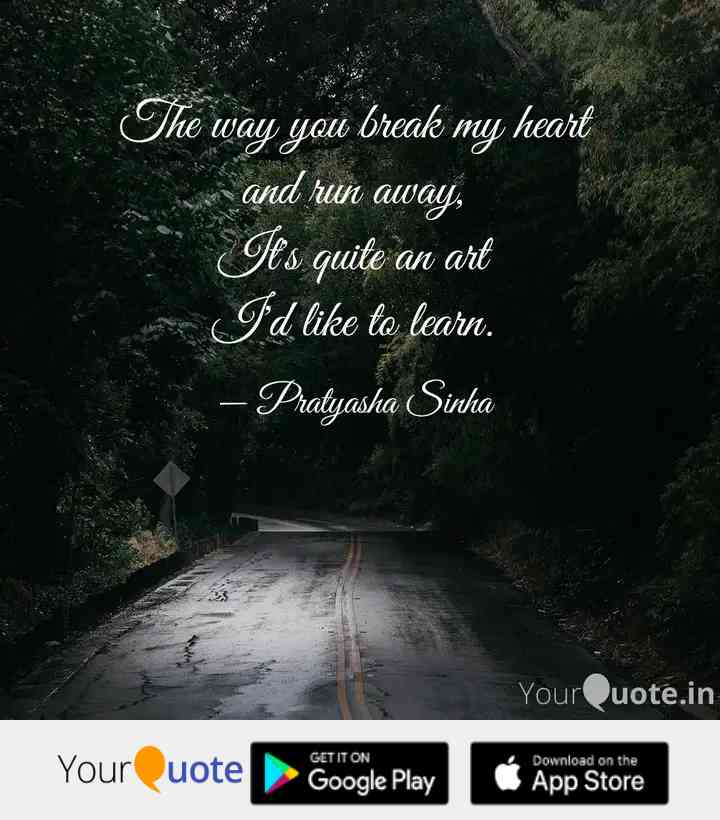 The way you break my heart
and run away,
It's quite an art
I'd like to learn.
— Pratyasha Sinha
YourQuote.in
YourQuote
GET IT ON
Google Play
Download on the
App Store